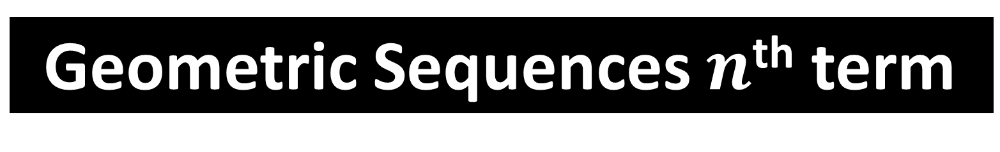 Geometric Sequences nᵗʰ term